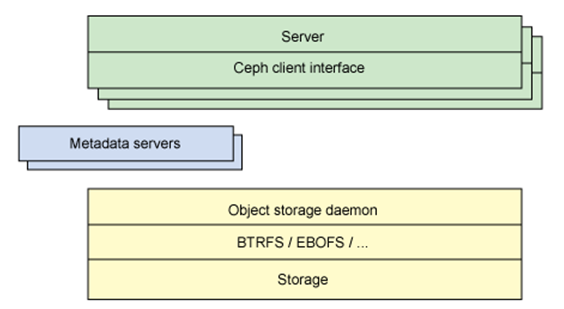 Server
Ceph client interface
Metadata servers
Object storage daemon
BTRFS / EBOFS / ...
Storage